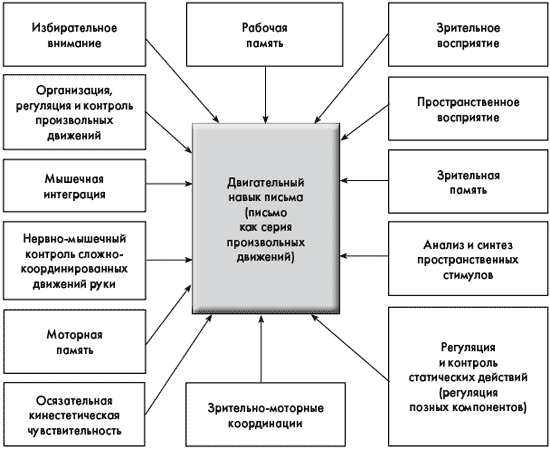 Избирательное
внимание
Рабочая
память
Зрительное
восприятие
Организация,
регуляция и контроль
произвольных
движений
Пространственное
восприятие
Мышечная
интеграция
Двигательный
навык письма
(письмо
как серия
произвольных
движений)
Зрительная
память
Нервно-мышечный
контроль сложно-
координированных
движений руки
Анализ и синтез
пространственных
стимулов
Моторная
память
Регуляция
и контроль
статических действий
(регуляция
позных компонентов)
Осязательная
кинестетическая
чувствительность
Зрительно-моторные
координации